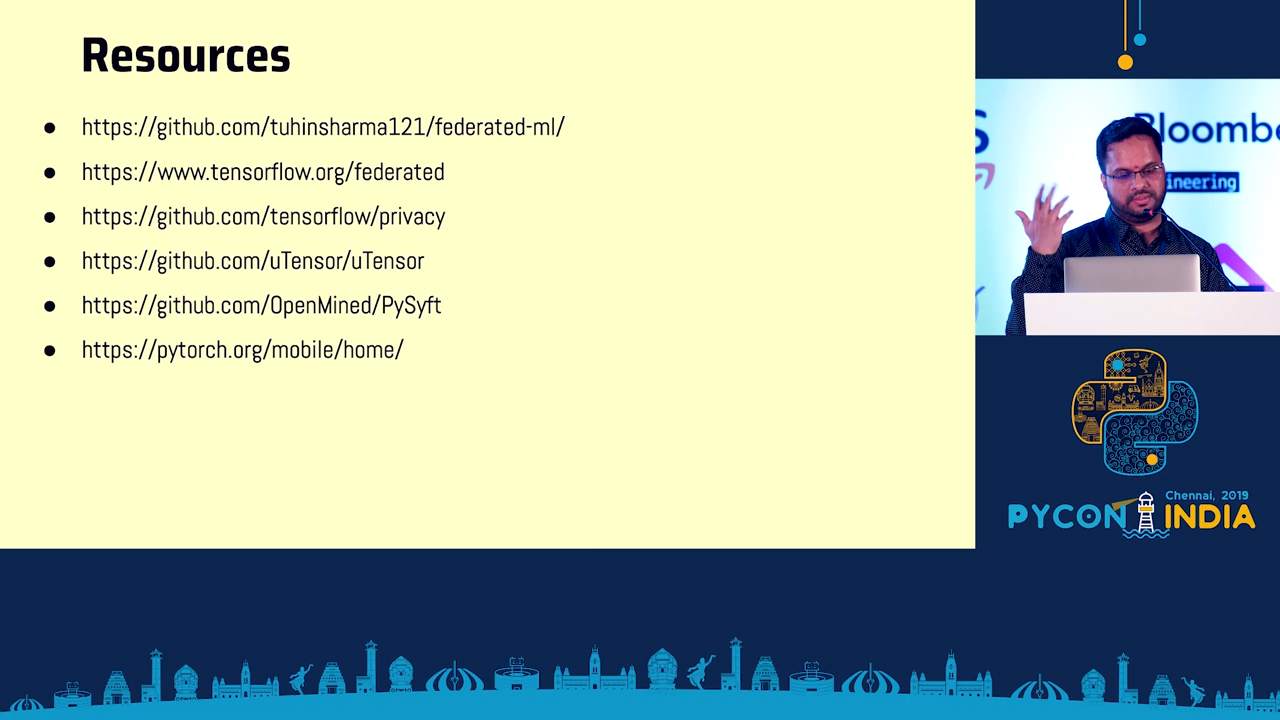 Resources
● https://github.com/tuhinsharma121/federated-ml/
● https://www.tensorflow.org/federated
● https://github.com/tensorflow/privacy
● https://github.com/uTensor/uTensor
● https://github.com/OpenMined/PySyft
● https://pytorch.org/mobile/home/
S
Bloombe
ineering
Chennai, 2019
PYCON INDIA